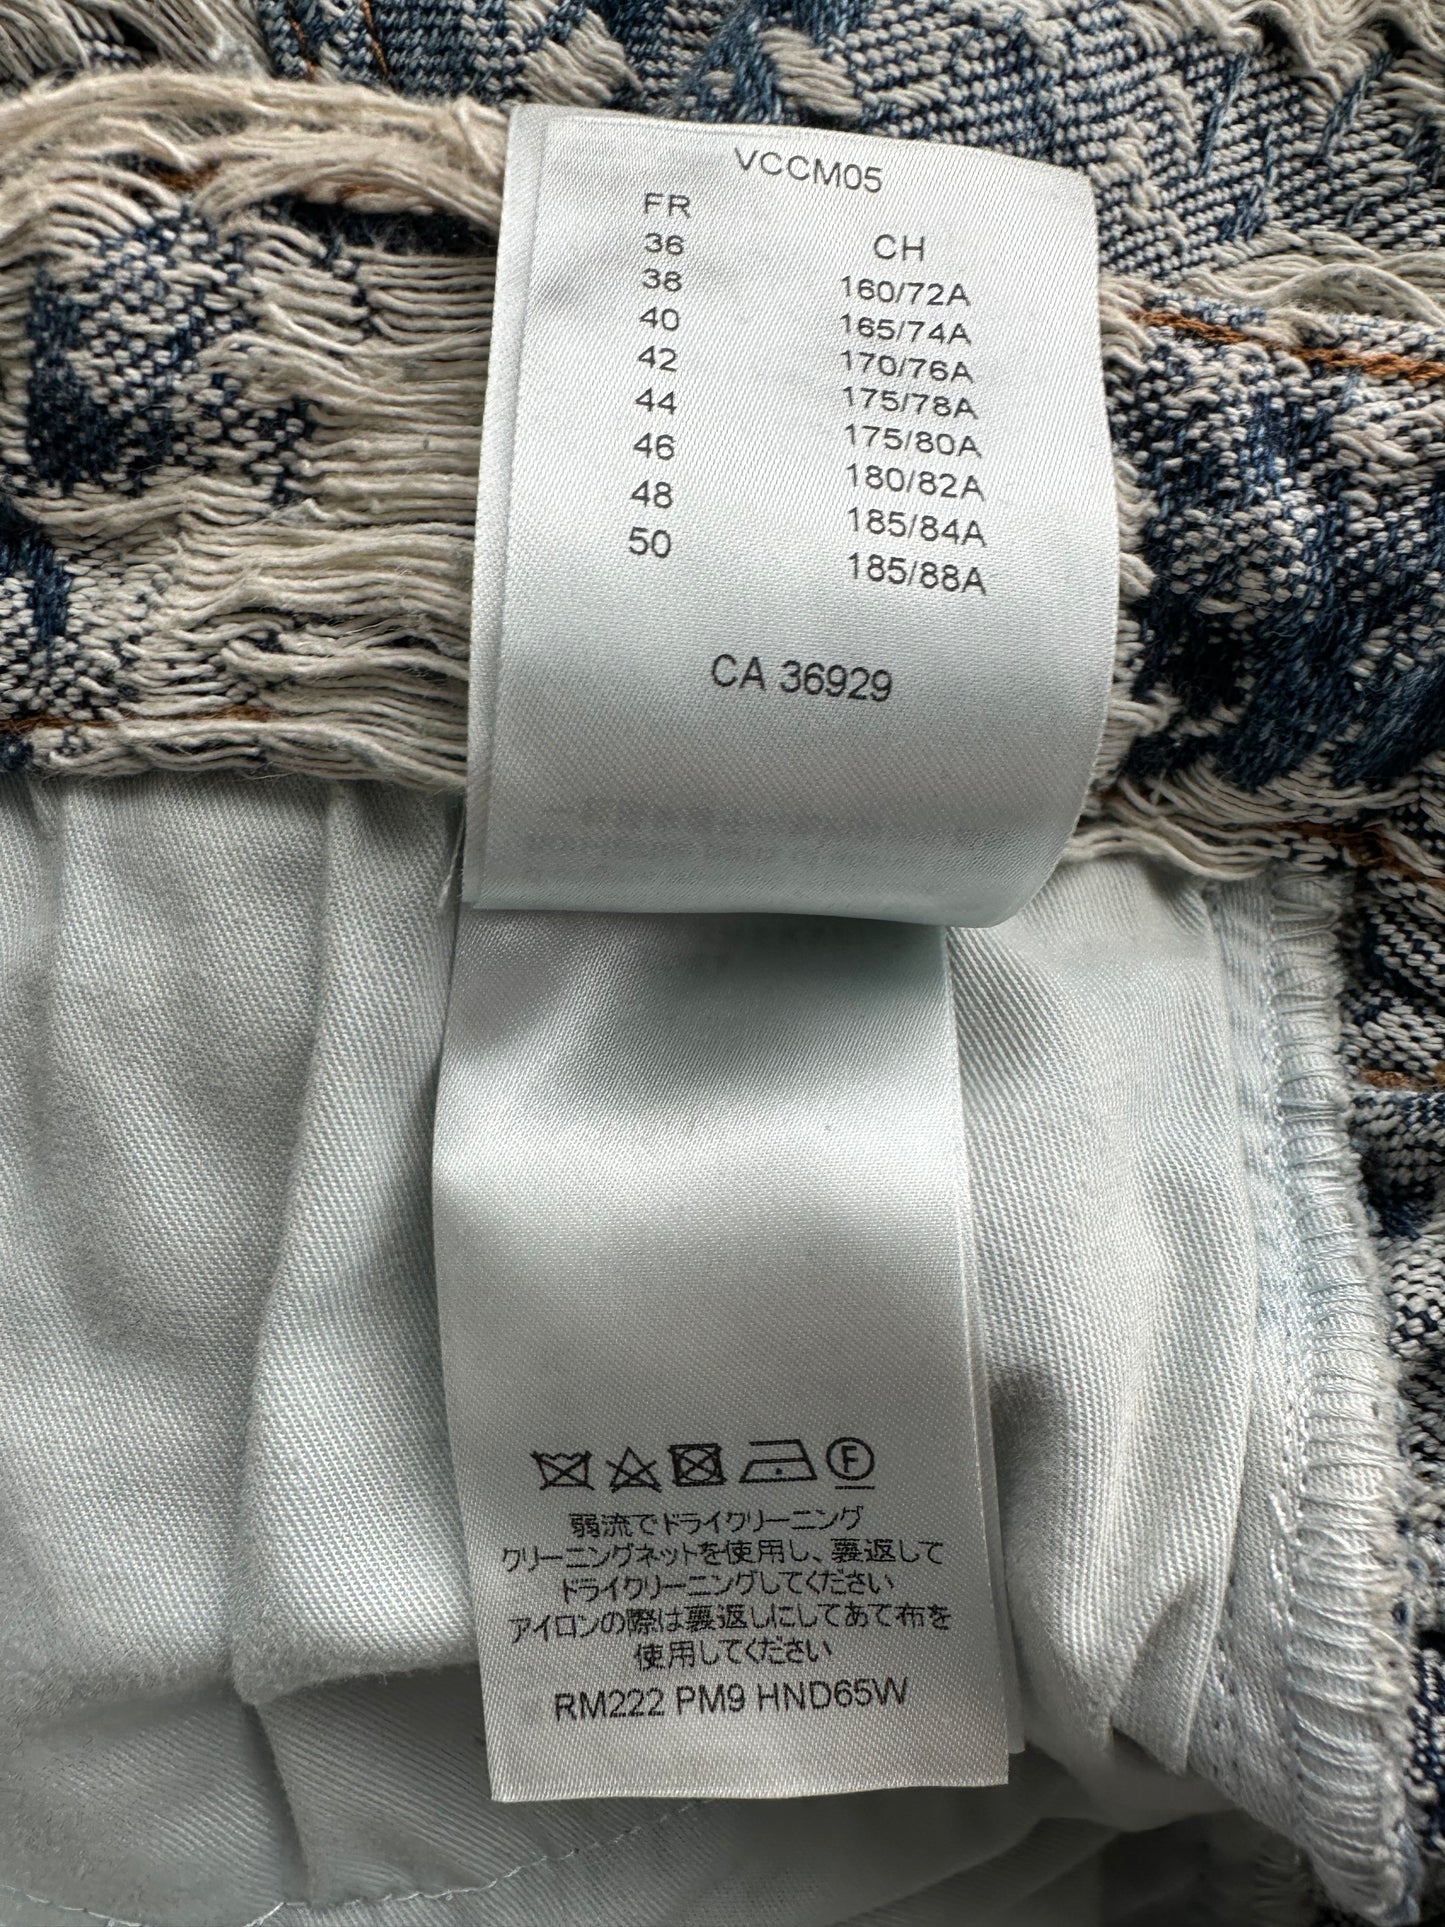 VCCM05
FR CH
36 160/72A
38 165/74A
40 170/76A
42 175/78A
44 175/80A
46 180/82A
48 185/84A
50 185/88A
CA 36929
F
弱流でドライクリーニング
クリーニングネットを使用し、裏返して
ドライクリーニングしてください
アイロンの際は裏返しにしてあて布を
使用してください
RM222 PM9 HND65W